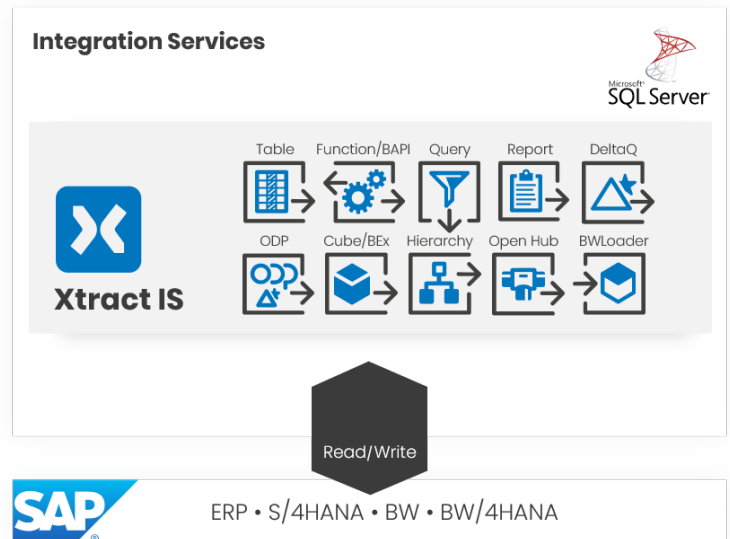 Integration Services
Microsoft®
SQL Server
Table Function/BAPI Query Report DeltaQ
ODP Cube/BEx Hierarchy Open Hub BWLoader
ODP
Xtract IS
Read/Write
SAP®
ERP • S/4HANA • BW • BW/4HANA